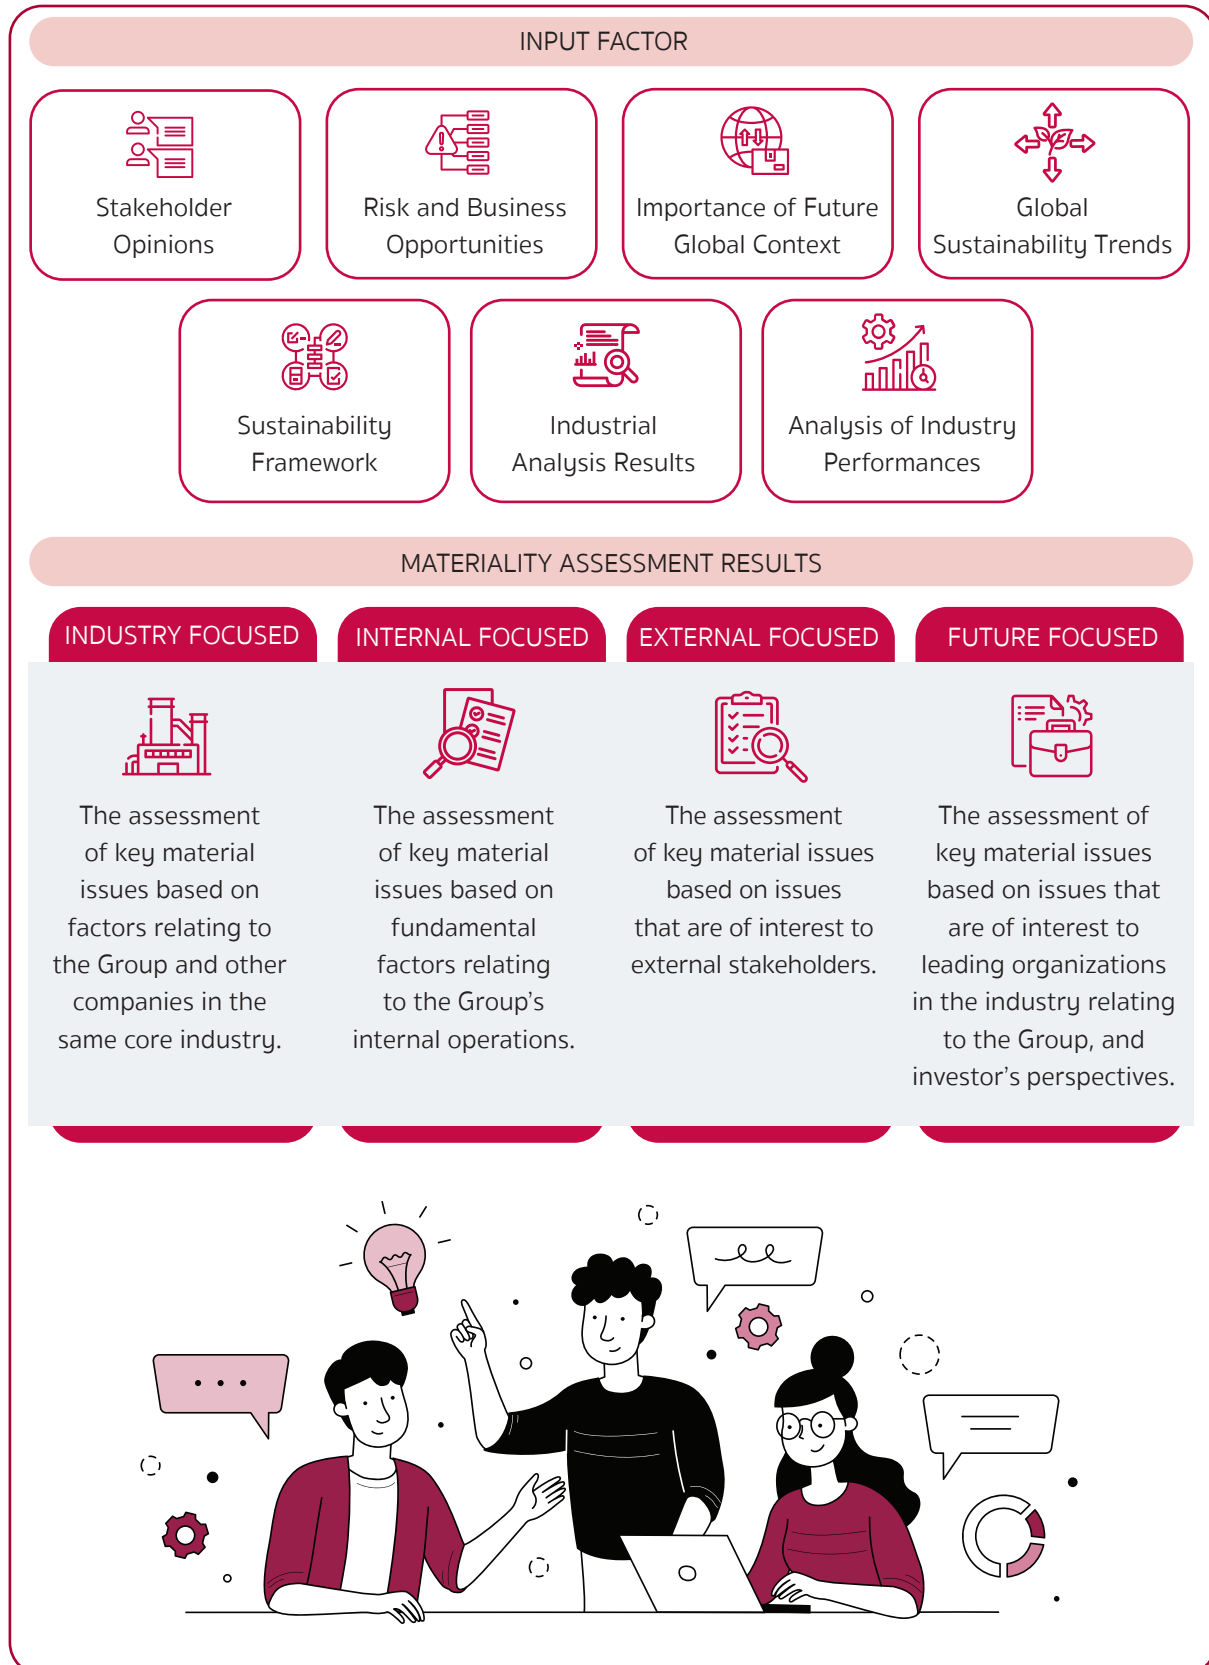 INPUT FACTOR
Stakeholder
Opinions
Risk and Business
Opportunities
Importance of Future
Global Context
Global
Sustainability Trends
Sustainability
Framework
Industrial
Analysis Results
Analysis of Industry
Performances
MATERIALITY ASSESSMENT RESULTS
INDUSTRY FOCUSED
The assessment
of key material
issues based on
factors relating to
the Group and other
companies in the
same core industry.
INTERNAL FOCUSED
The assessment
of key material
issues based on
fundamental
factors relating
to the Group's
internal operations.
EXTERNAL FOCUSED
The assessment
of key material issues
based on issues
that are of interest to
external stakeholders.
FUTURE FOCUSED
The assessment of
key material issues
based on issues that
are of interest to
leading organizations
in the industry relating
to the Group, and
investor's perspectives.